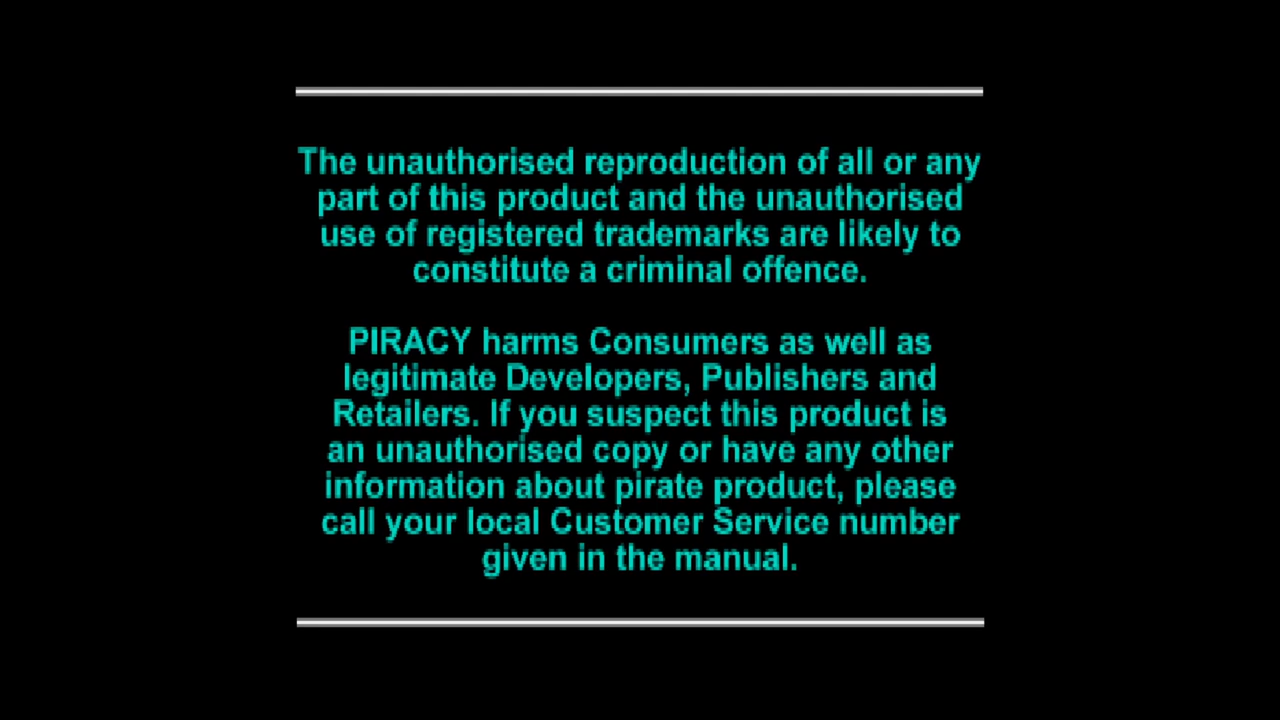 The unauthorised reproduction of all or any
part of this product and the unauthorised
use of registered trademarks are likely to
constitute a criminal offence.
PIRACY harms Consumers as well as
legitimate Developers, Publishers and
Retailers. If you suspect this product is
an unauthorised copy or have any other
information about pirate product, please
call your local Customer Service number
given in the manual.